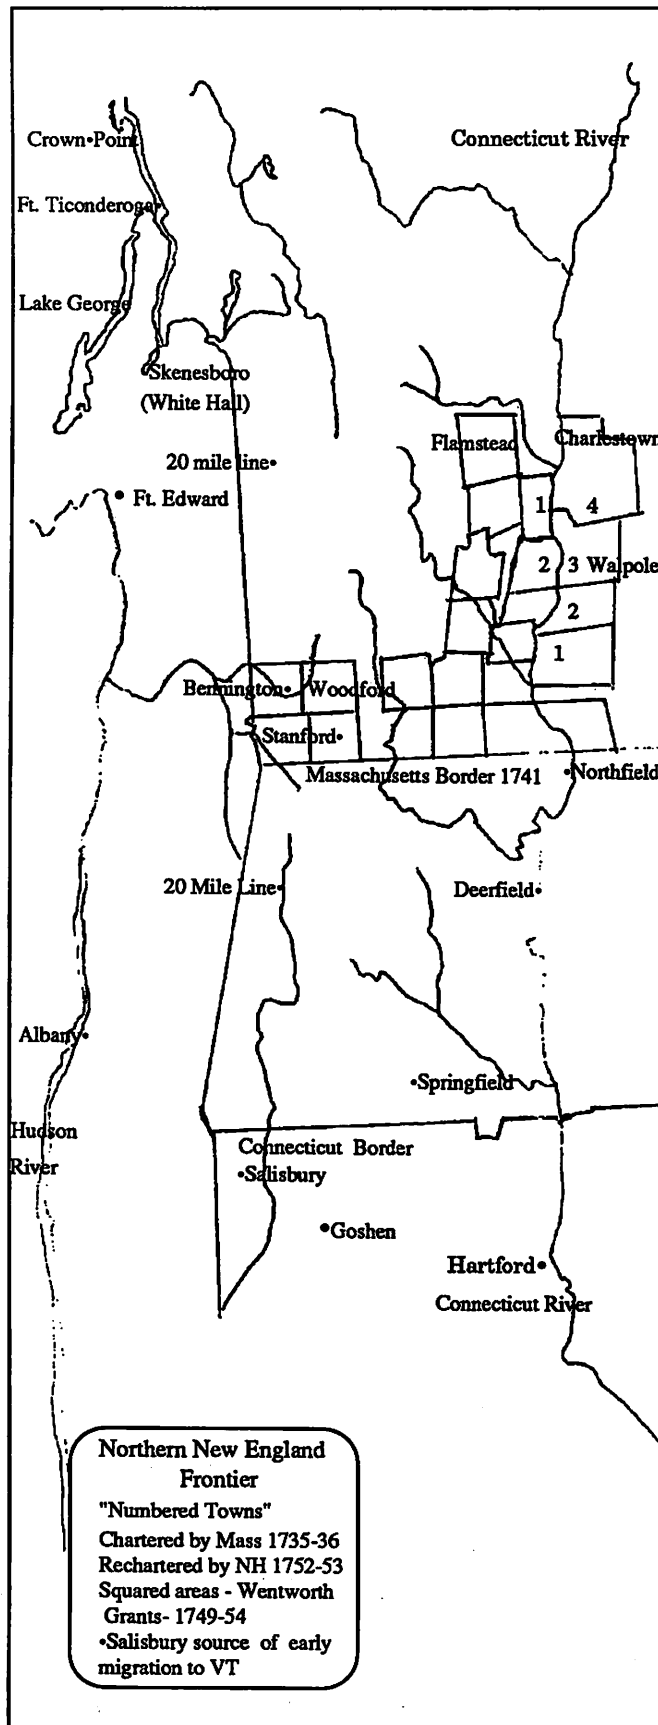 Crown•Point
Connecticut River
Ft. Ticonderoga
Lake George
Skenesboro
(White Hall)
Flamstead
Charlestown
20 mile line•
• Ft. Edward
1
4
2
3 Walpole
2
1
Bennington•
Woodford
Stanford•
Massachusetts Border 1741
•Northfield
20 Mile Line•
Deerfield•
Albany•
•Springfield
Hudson
River
Connecticut Border
•Salisbury
•Goshen
Hartford•
Connecticut River
Northern New England
Frontier
"Numbered Towns"
Chartered by Mass 1735-36
Rechartered by NH 1752-53
Squared areas - Wentworth
Grants- 1749-54
•Salisbury source of early
migration to VT